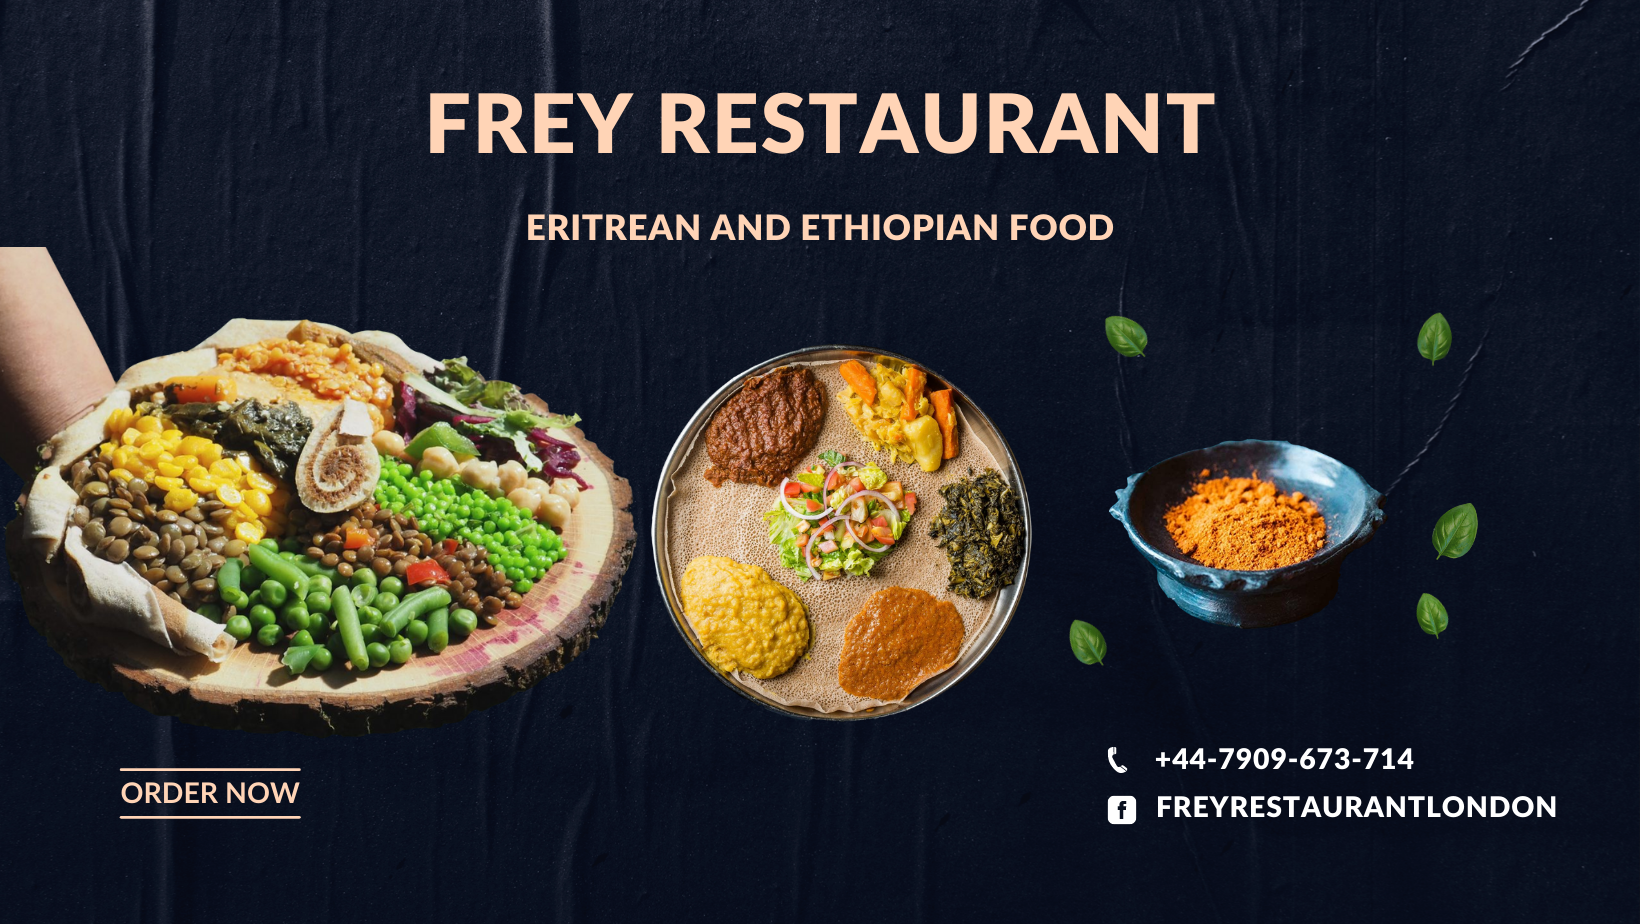 FREY RESTAURANT
ERITREAN AND ETHIOPIAN FOOD
ORDER NOW
+44-7909-673-714
FREYRESTAURANTLONDON